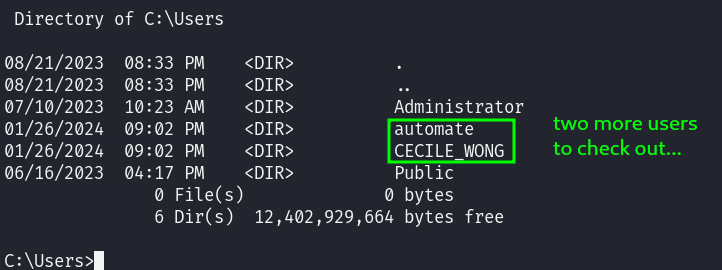 Directory of C:\Users
08/21/2023 08:33 PM <DIR> .
08/21/2023 08:33 PM <DIR> ..
07/10/2023 10:23 AM <DIR> Administrator
01/26/2024 09:02 PM <DIR> automate
01/26/2024 09:02 PM <DIR> CECILE_WONG
06/16/2023 04:17 PM <DIR> Public
0 File(s) 0 bytes
6 Dir(s) 12,402,929,664 bytes free
C:\Users>
two more users
to check out...